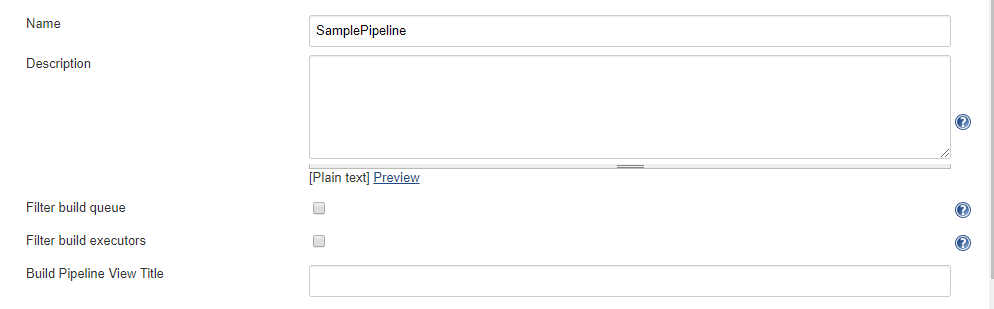 Name
SamplePipeline
Description
?
[Plain text] Preview
Filter build queue
?
Filter build executors
?
Build Pipeline View Title